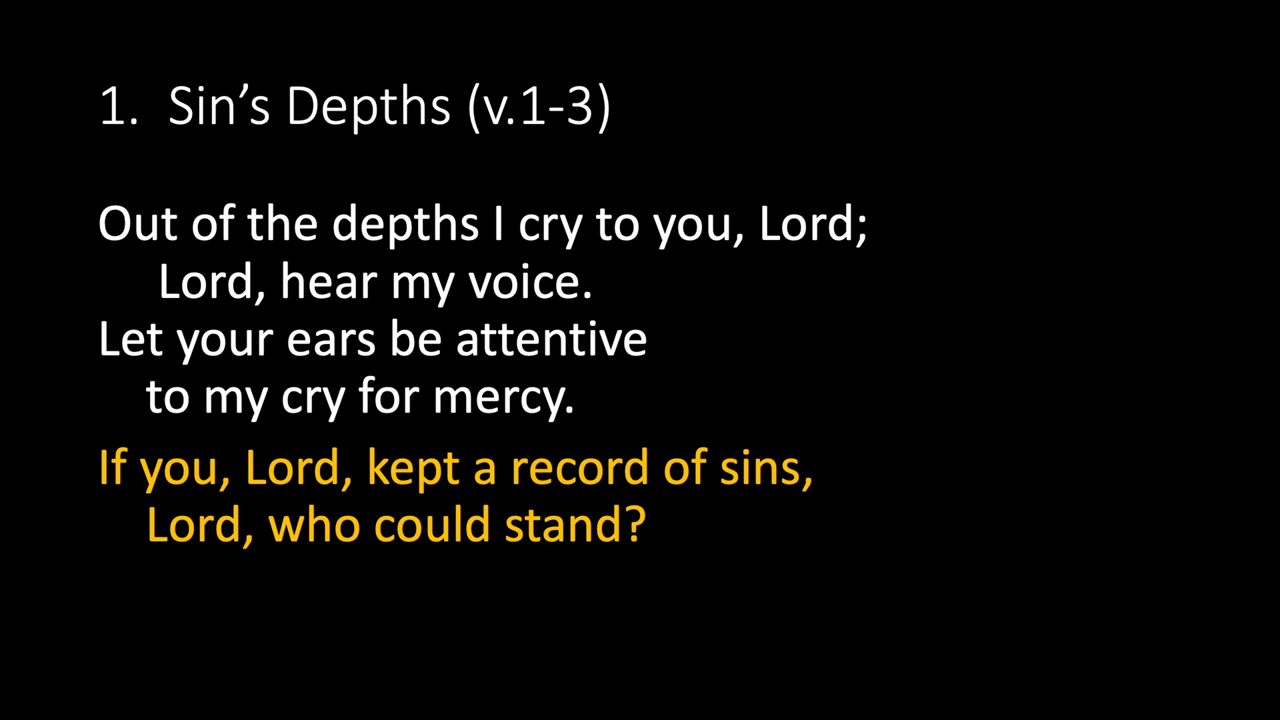 1. Sin’s Depths (v.1-3)
Out of the depths I cry to you, Lord;
Lord, hear my voice.
Let your ears be attentive
to my cry for mercy.
If you, Lord, kept a record of sins,
Lord, who could stand?